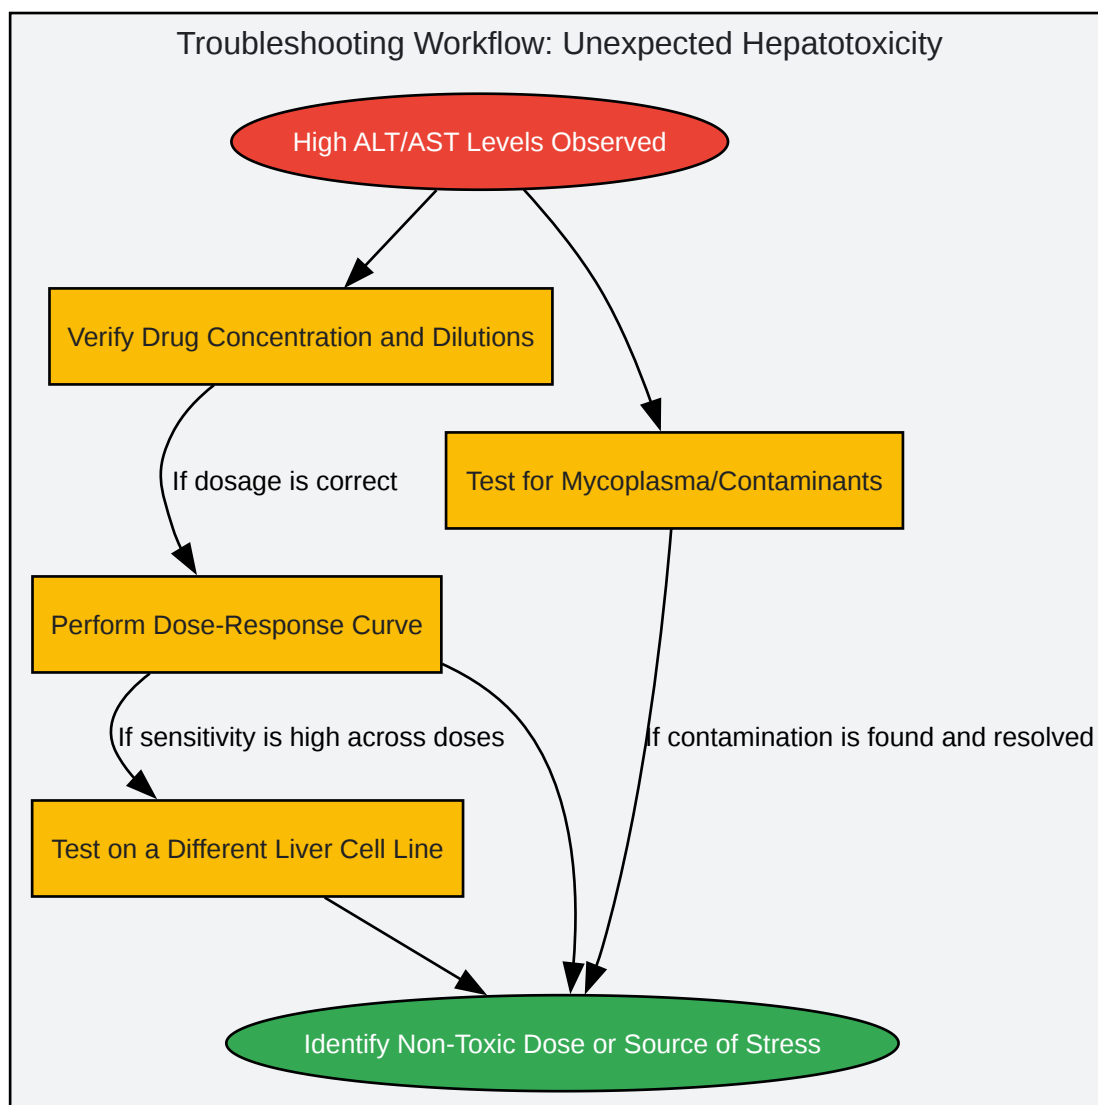 Troubleshooting Workflow: Unexpected Hepatotoxicity
High ALT/AST Levels Observed
Verify Drug Concentration and Dilutions
If dosage is correct
Test for Mycoplasma/Contaminants
Perform Dose-Response Curve
If sensitivity is high across doses
If contamination is found and resolved
Test on a Different Liver Cell Line
Identify Non-Toxic Dose or Source of Stress